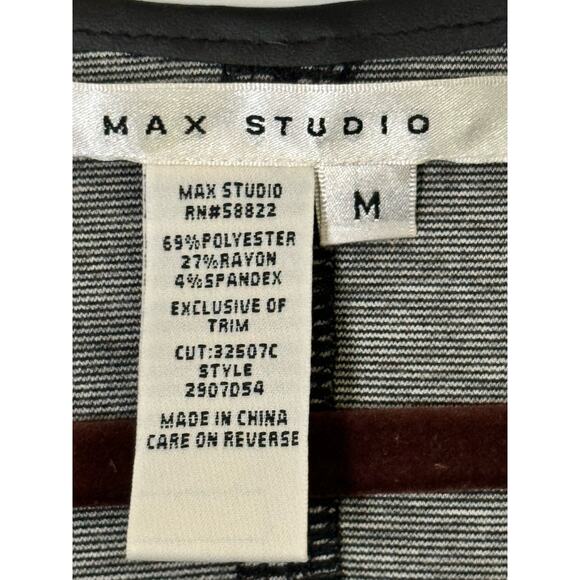 MAX STUDIO
M
MAX STUDIO
RN#58822
69%POLYESTER
27%RAYON
4%SPANDEX
EXCLUSIVE OF
TRIM
CUT:32507C
STYLE
2907D54
MADE IN CHINA
CARE ON REVERSE